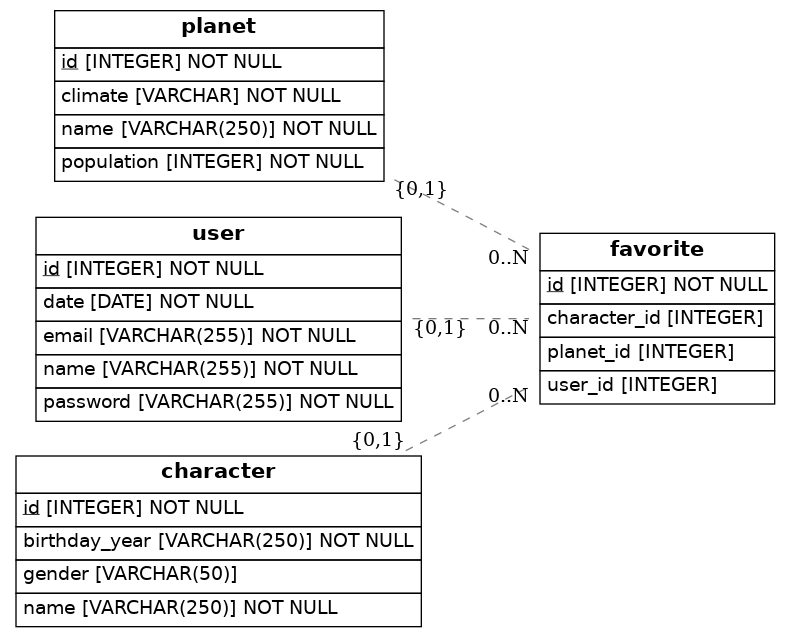 planet
id [INTEGER] NOT NULL
climate [VARCHAR] NOT NULL
name [VARCHAR(250)] NOT NULL
population [INTEGER] NOT NULL
{0,1}
0..N
user
id [INTEGER] NOT NULL
date [DATE] NOT NULL
email [VARCHAR(255)] NOT NULL
name [VARCHAR(255)] NOT NULL
password [VARCHAR(255)] NOT NULL
{0,1}
0..N
favorite
id [INTEGER] NOT NULL
character_id [INTEGER]
planet_id [INTEGER]
user_id [INTEGER]
0..N
{0,1}
character
id [INTEGER] NOT NULL
birthday_year [VARCHAR(250)] NOT NULL
gender [VARCHAR(50)]
name [VARCHAR(250)] NOT NULL